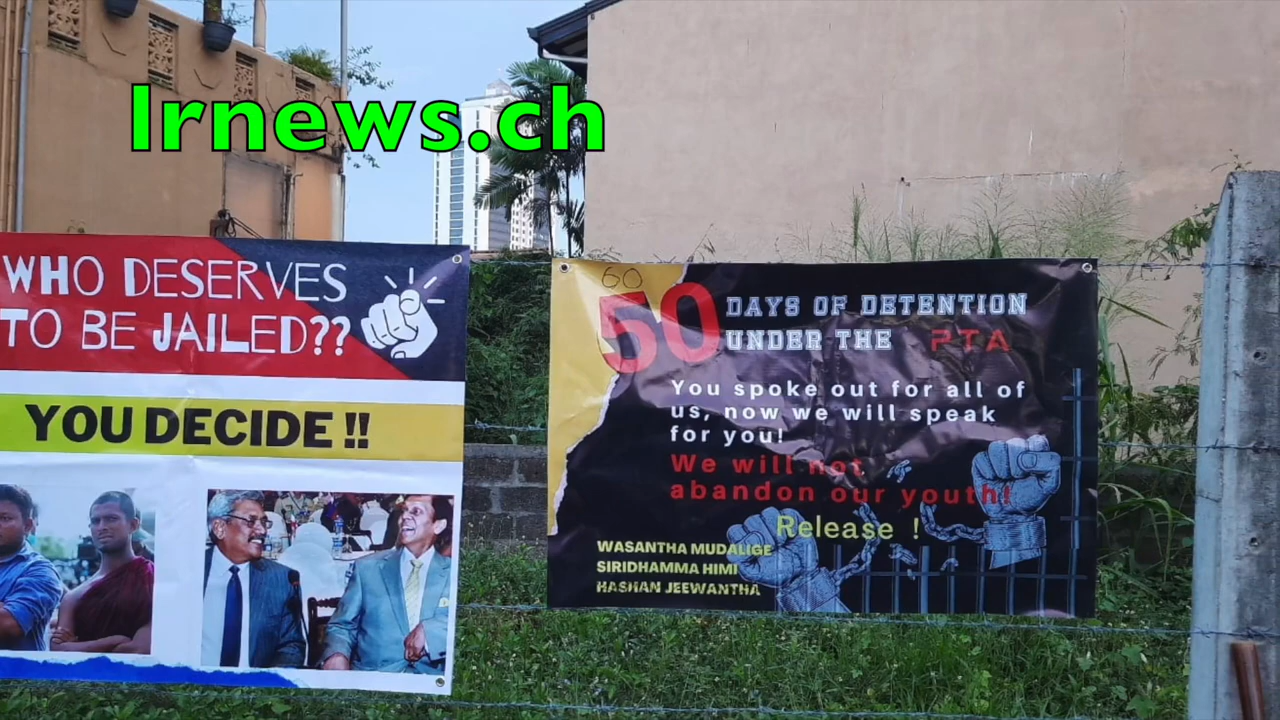 lrnews.ch
WHO DESERVES
TO BE JAILED??
YOU DECIDE !!
60
50 DAYS OF DETENTION
UNDER THE PTA
You spoke out for all of
us, now we will speak
for you!
We will not
abandon our youth!
Release !
WASANTHA MUDALIGE
SIRIDHAMMA HIMI
HASHAN JEEWANTHA